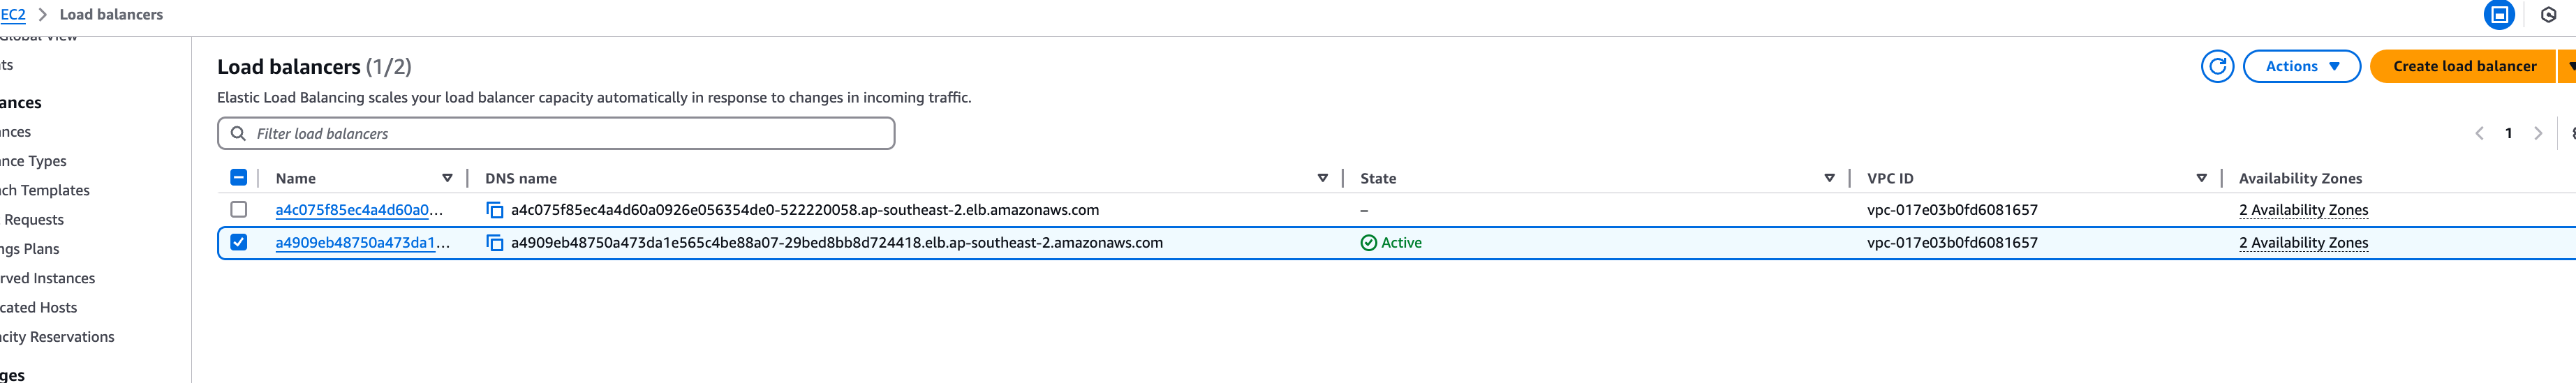 EC2 > Load balancers
Global View
ts
ances
nces
nce Types
ch Templates
Requests
ngs Plans
rved Instances
cated Hosts
city Reservations
ges
Load balancers (1/2)
Actions
Create load balancer
Elastic Load Balancing scales your load balancer capacity automatically in response to changes in incoming traffic.
Filter load balancers
1
Name DNS name State VPC ID Availability Zones
a4c075f85ec4a4d60a0... a4c075f85ec4a4d60a0926e056354de0-522220058.ap-southeast-2.elb.amazonaws.com – vpc-017e03b0fd6081657 2 Availability Zones
a4909eb48750a473da1... a4909eb48750a473da1e565c4be88a07-29bed8bb8d724418.elb.ap-southeast-2.amazonaws.com Active vpc-017e03b0fd6081657 2 Availability Zones